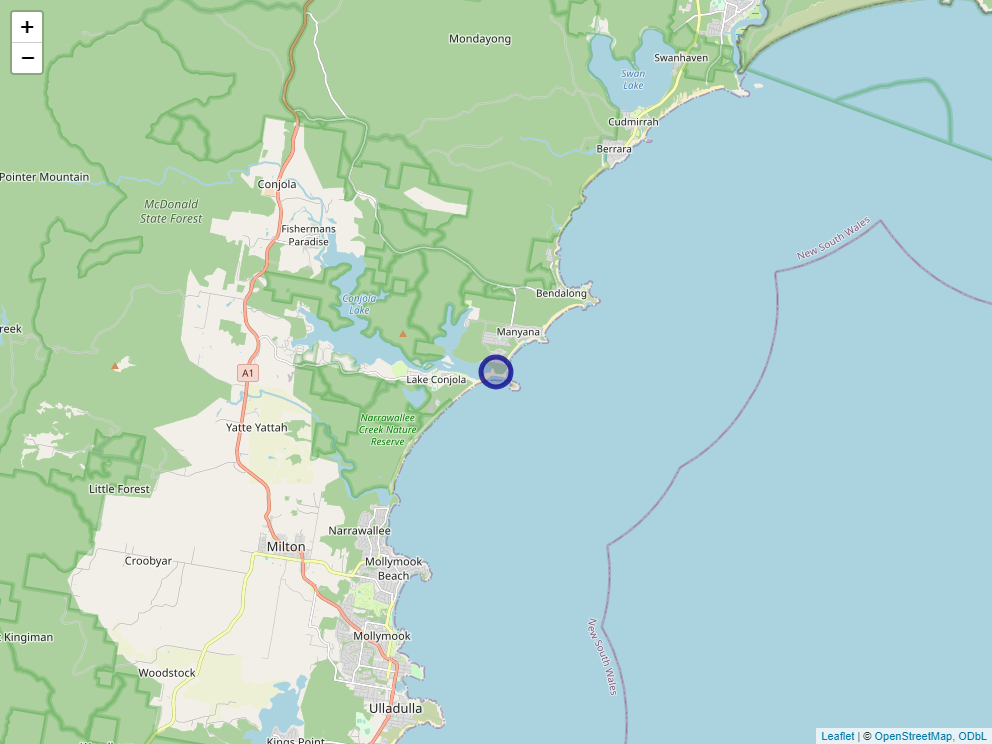 +
−
Mondayong
Swanhaven
Swan
Lake
Cudmirrah
Berrara
Pointer Mountain
Conjola
McDonald
State Forest
Fishermans
Paradise
New South Wales
Bendalong
Conjola
Lake
reek
Manyana
A1
Lake Conjola
Narrawallee
Creek Nature
Reserve
Yatte Yattah
Little Forest
Narrawallee
Milton
Croobyar
Mollymook
Beach
Kingiman
Mollymook
New South Wales
Woodstock
Ulladulla
Kings Point
Leaflet | © OpenStreetMap, ODbL